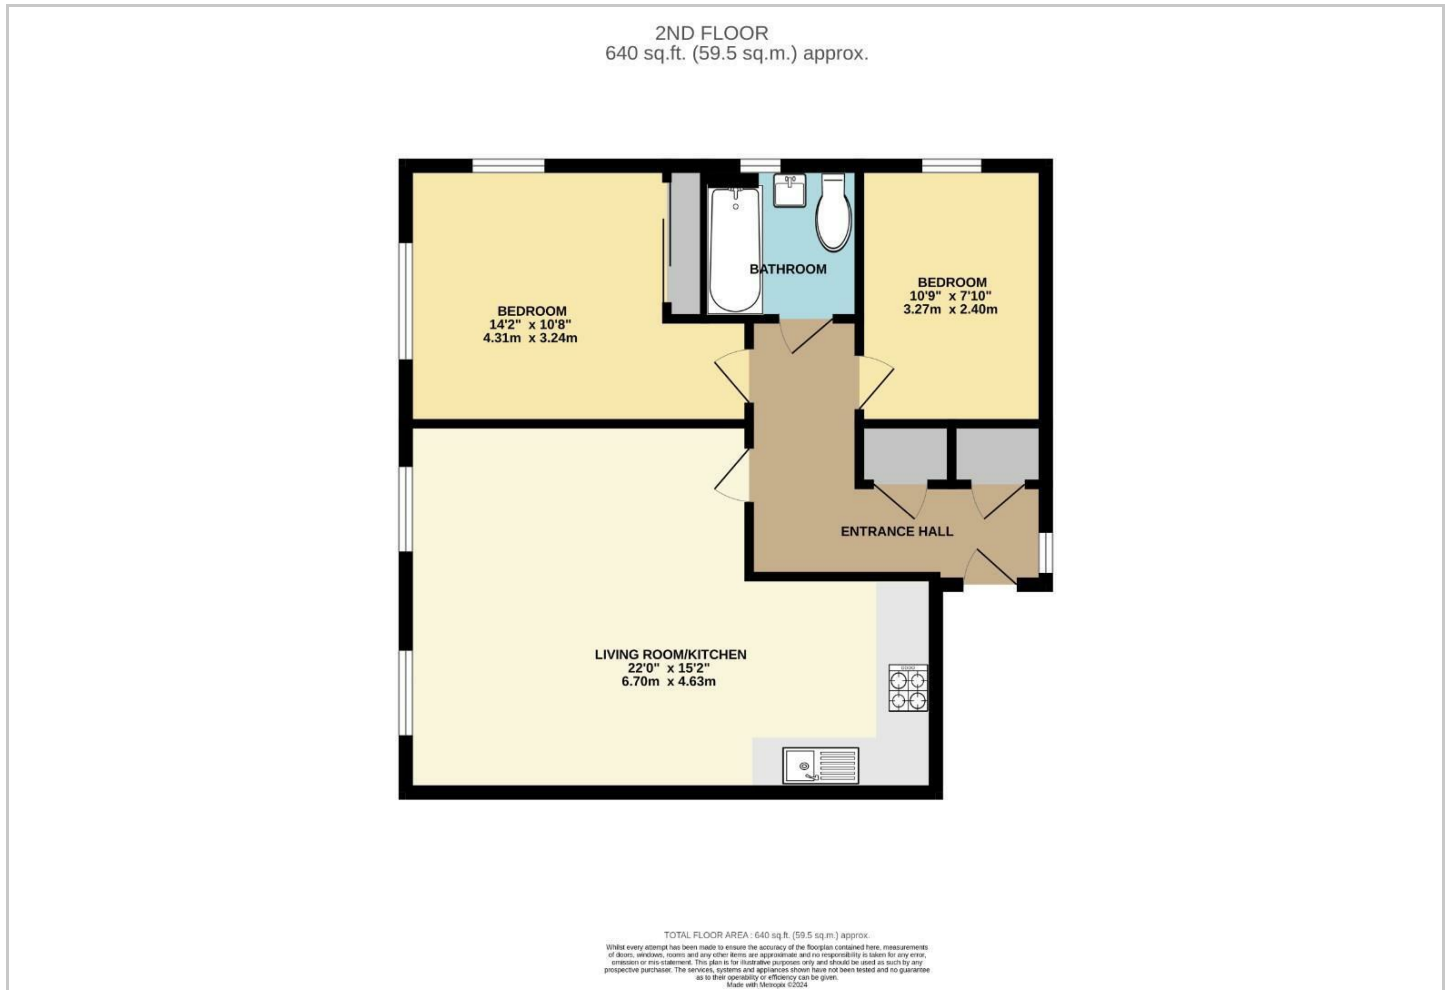 2ND FLOOR
640 sq.ft. (59.5 sq.m.) approx.
BEDROOM
14'2" x 10'8"
4.31m x 3.24m
BATHROOM
BEDROOM
10'9" x 7'10"
3.27m x 2.40m
ENTRANCE HALL
LIVING ROOM/KITCHEN
22'0" x 15'2"
6.70m x 4.63m
TOTAL FLOOR AREA : 640 sq.ft. (59.5 sq.m.) approx.
Whilst every attempt has been made to ensure the accuracy of the floorplan contained here, measurements
of doors, windows, rooms and any other items are approximate and no responsibility is taken for any error,
omission or mis-statement. This plan is for illustrative purposes only and should be used as such by any
prospective purchaser. The services, systems and appliances shown have not been tested and no guarantee
as to their operability or efficiency can be given.
Made with Metropix ©2024